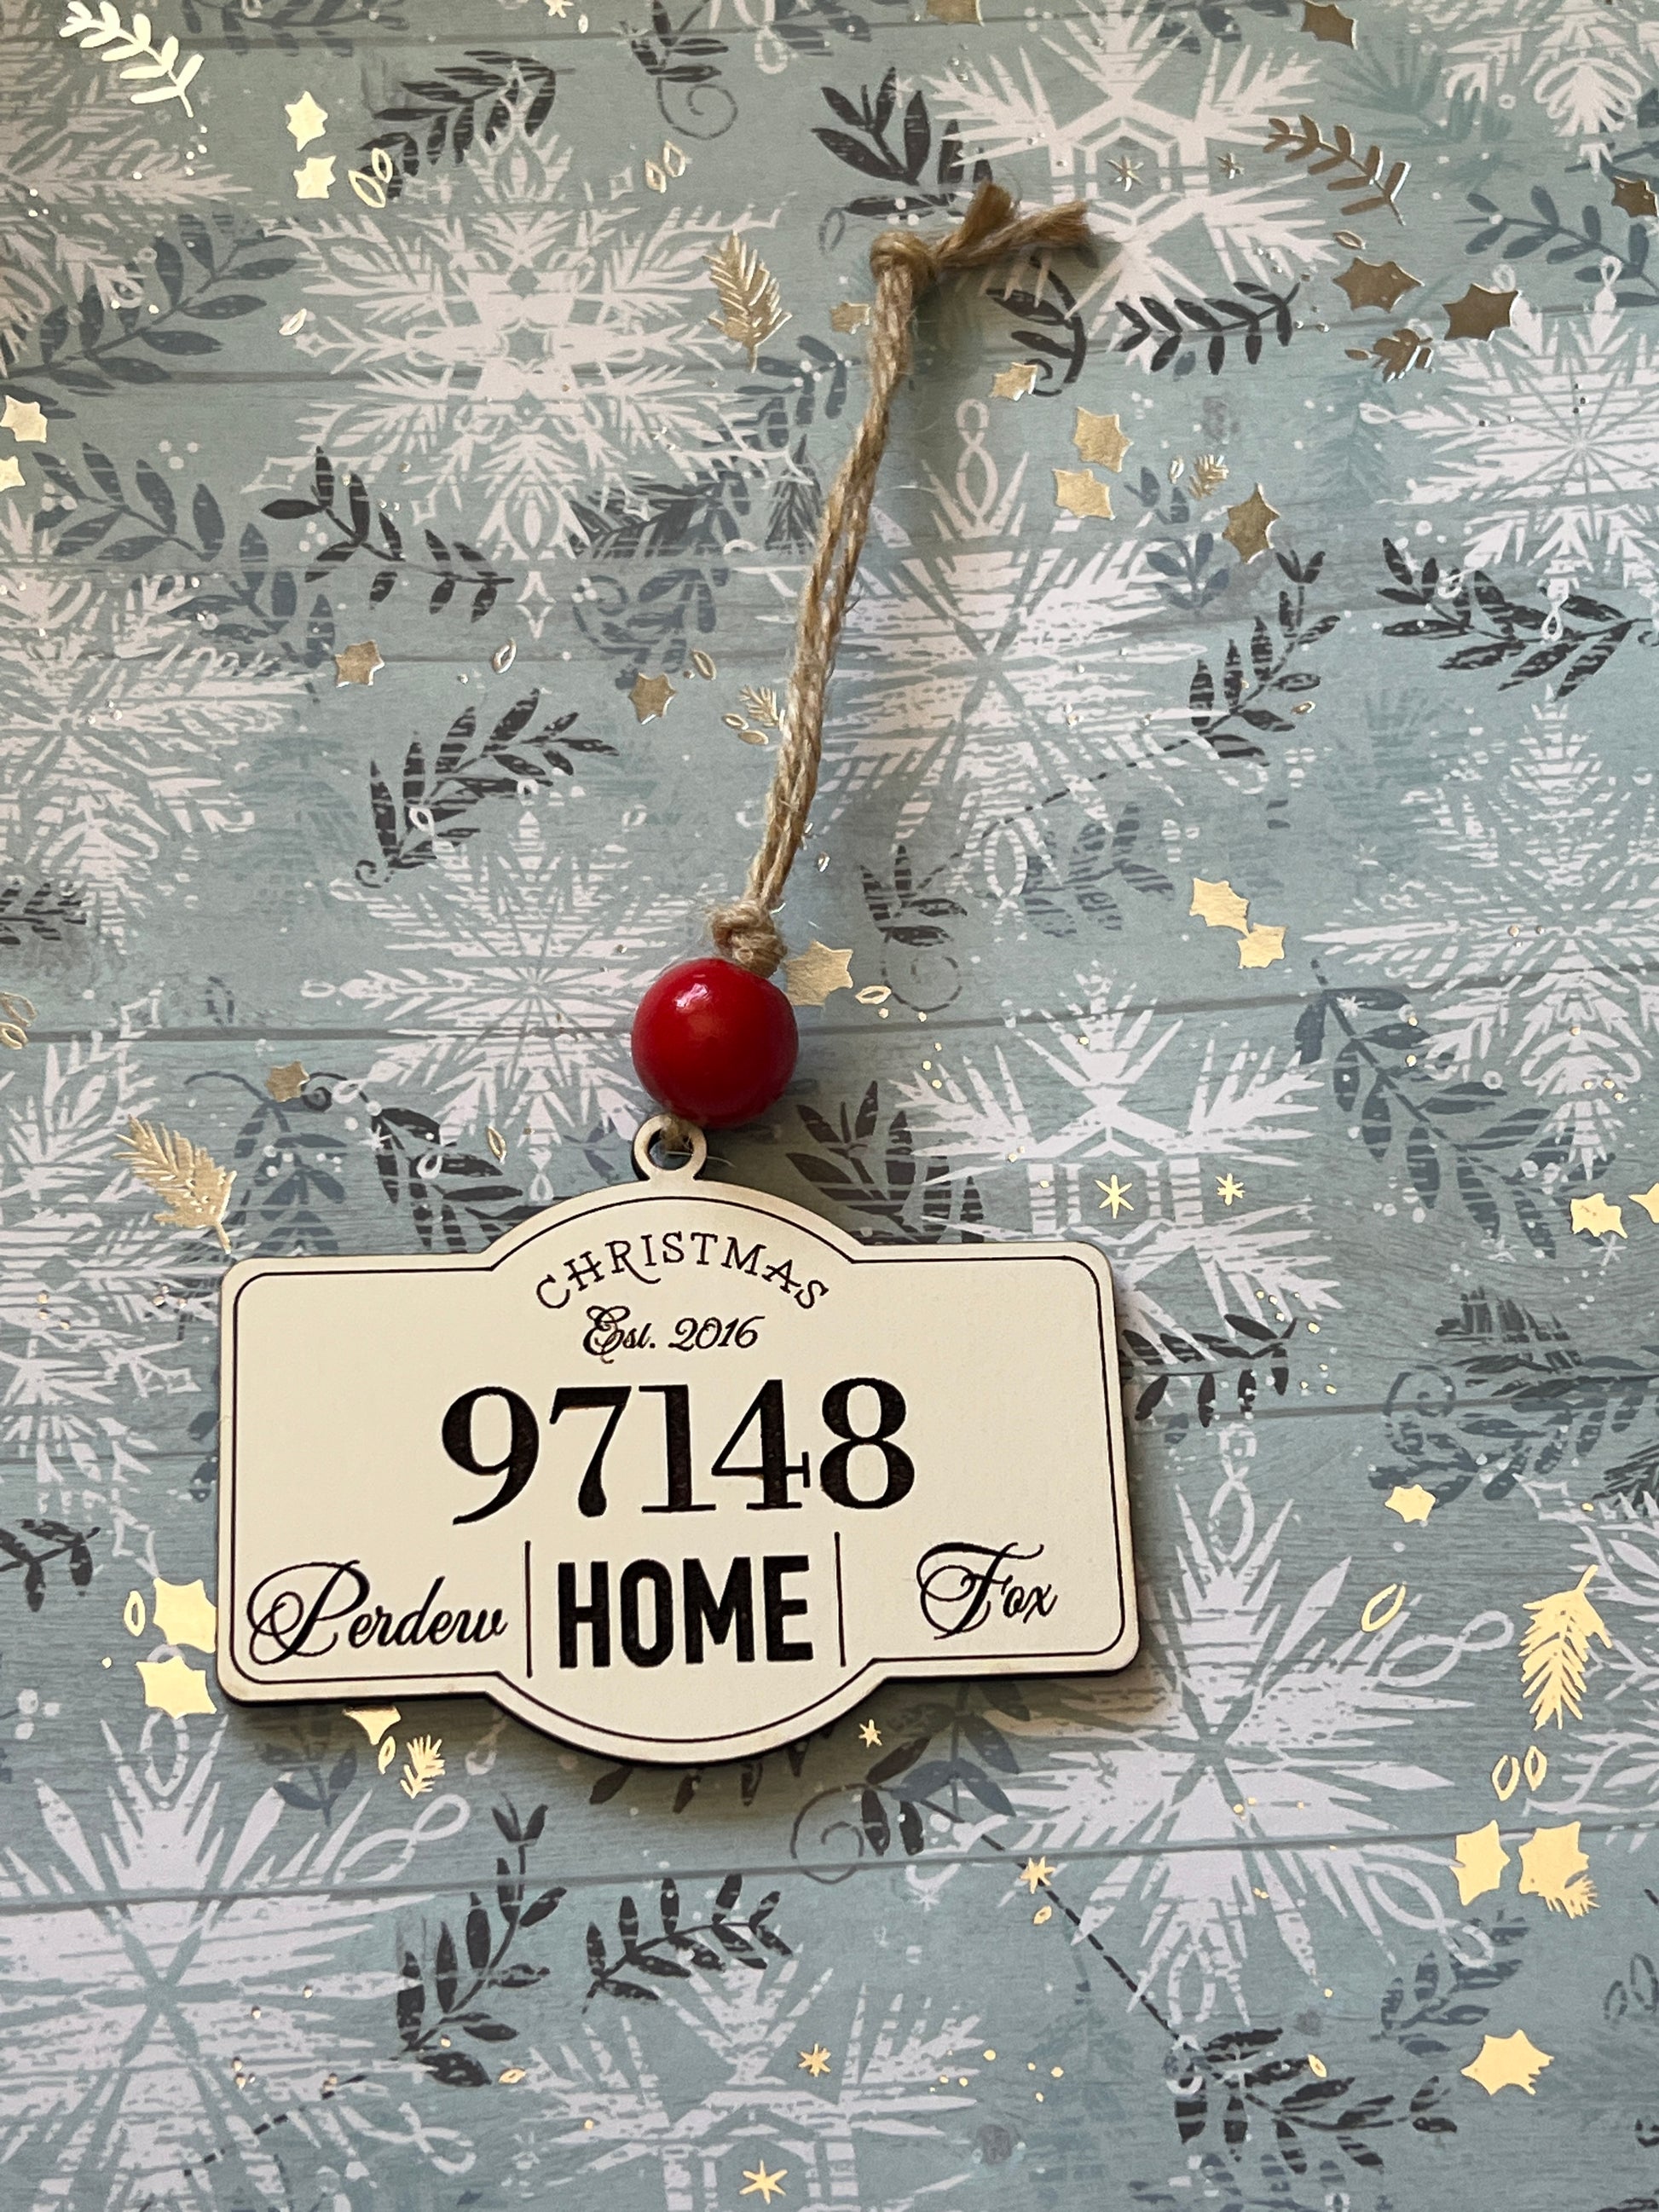 CHRISTMAS
Est. 2016
97148
Perdew HOME Fox